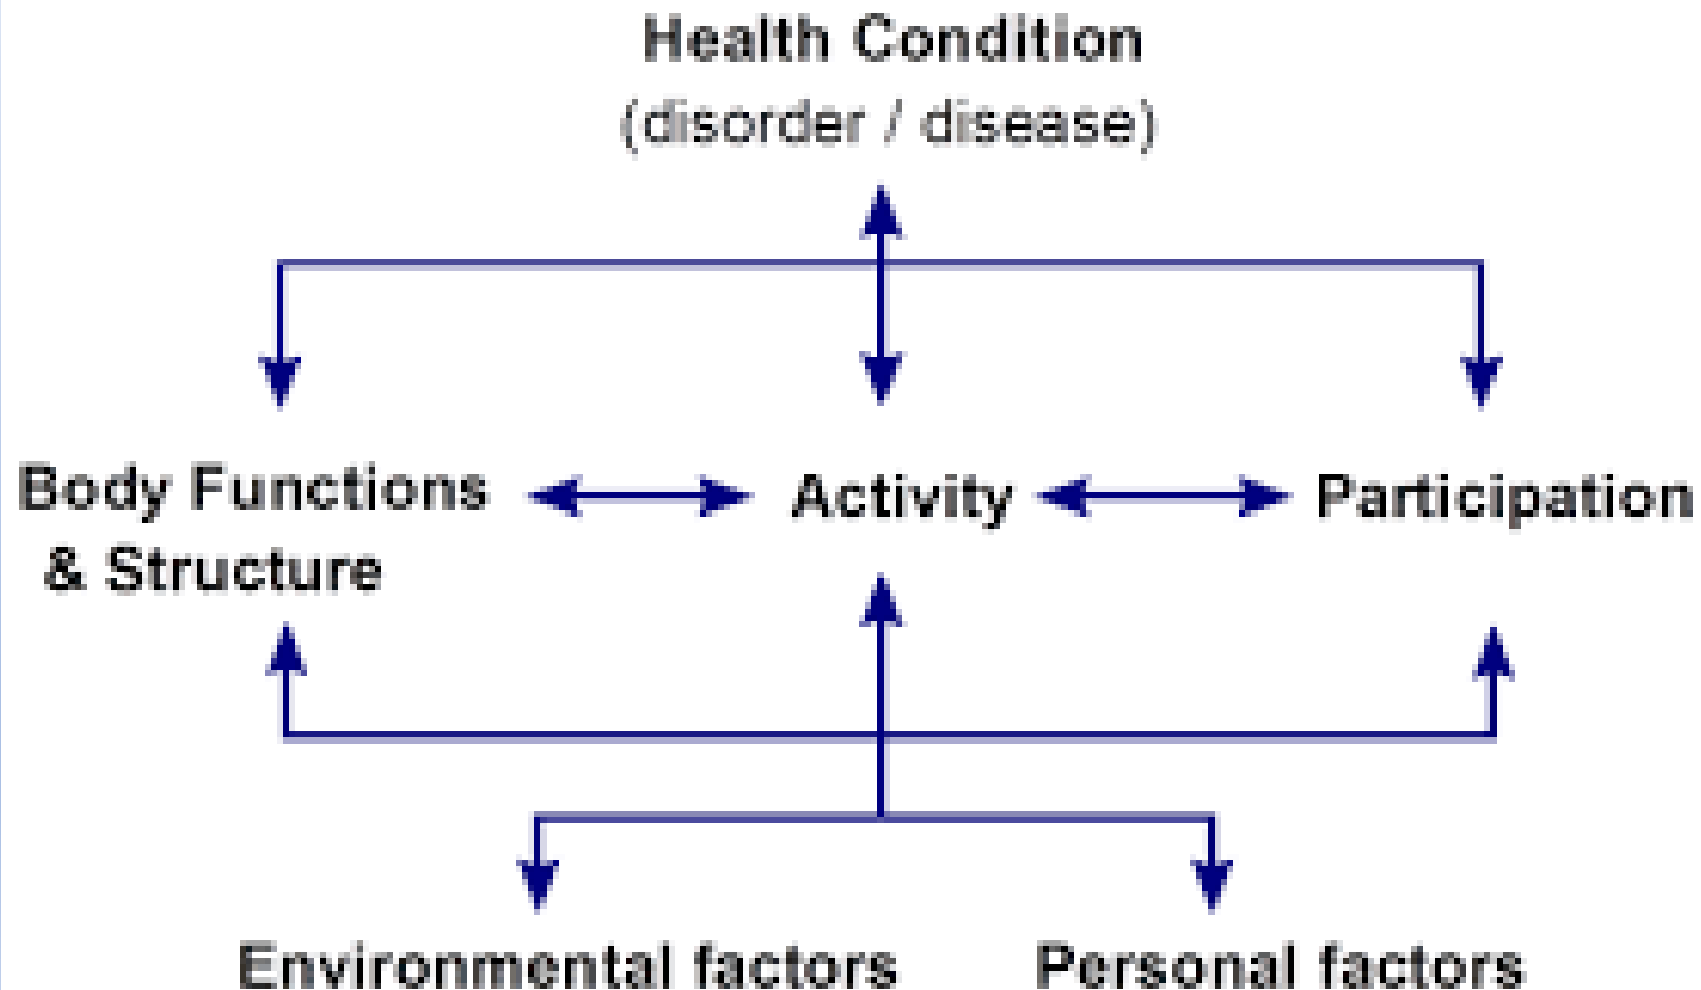 Health Condition
(disorder / disease)
Body Functions
& Structure
Activity
Participation
Environmental factors
Personal factors